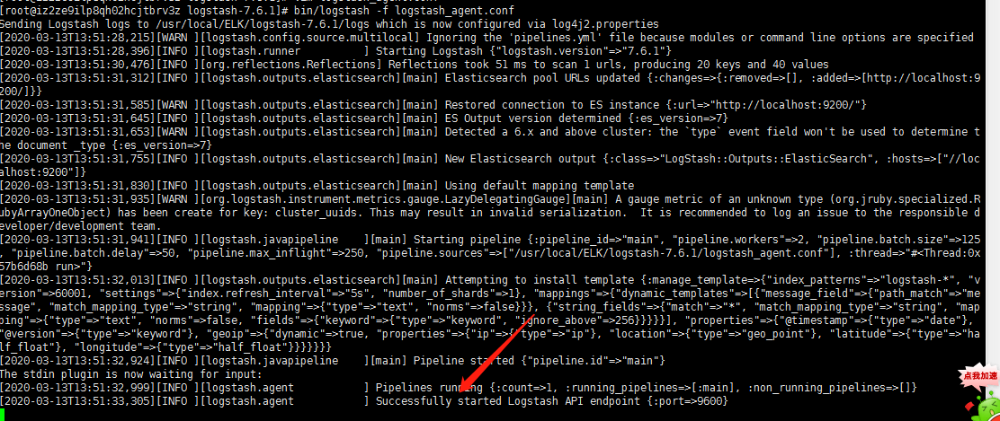 [root@iz2ze9ilp8qh02hcjtbrv3z logstash-7.6.1]# bin/logstash -f logstash_agent.conf
Sending Logstash logs to /usr/local/ELK/logstash-7.6.1/logs which is now configured via log4j2.properties
[2020-03-13T13:51:28,215][WARN ][logstash.config.source.multilocal] Ignoring the 'pipelines.yml' file because modules or command line options are specified
[2020-03-13T13:51:28,396][INFO ][logstash.runner          ] Starting Logstash {"logstash.version"=>"7.6.1"}
[2020-03-13T13:51:30,476][INFO ][org.reflections.Reflections] Reflections took 51 ms to scan 1 urls, producing 20 keys and 40 values
[2020-03-13T13:51:31,312][INFO ][logstash.outputs.elasticsearch][main] Elasticsearch pool URLs updated {:changes=>{:removed=>[], :added=>[http://localhost:9
200/]}}
[2020-03-13T13:51:31,585][WARN ][logstash.outputs.elasticsearch][main] Restored connection to ES instance {:url=>"http://localhost:9200/"}
[2020-03-13T13:51:31,645][INFO ][logstash.outputs.elasticsearch][main] ES Output version determined {:es_version=>7}
[2020-03-13T13:51:31,653][WARN ][logstash.outputs.elasticsearch][main] Detected a 6.x and above cluster: the `type` event field won't be used to determine t
he document _type {:es_version=>7}
[2020-03-13T13:51:31,755][INFO ][logstash.outputs.elasticsearch][main] New Elasticsearch output {:class=>"LogStash::Outputs::ElasticSearch", :hosts=>["//loc
alhost:9200"]}
[2020-03-13T13:51:31,830][INFO ][logstash.outputs.elasticsearch][main] Using default mapping template
[2020-03-13T13:51:31,935][WARN ][org.logstash.instrument.metrics.gauge.LazyDelegatingGauge][main] A gauge metric of an unknown type (org.jruby.specialized.R
ubyArrayOneObject) has been create for key: cluster_uuids. This may result in invalid serialization.  It is recommended to log an issue to the responsible d
eveloper/development team.
[2020-03-13T13:51:31,941][INFO ][logstash.javapipeline    ][main] Starting pipeline {:pipeline_id=>"main", "pipeline.workers"=>2, "pipeline.batch.size"=>125
, "pipeline.batch.delay"=>50, "pipeline.max_inflight"=>250, "pipeline.sources"=>["/usr/local/ELK/logstash-7.6.1/logstash_agent.conf"], :thread=>"#<Thread:0x
57b6d68b run>"}
[2020-03-13T13:51:32,013][INFO ][logstash.outputs.elasticsearch][main] Attempting to install template {:manage_template=>{"index_patterns"=>"logstash-*", "v
ersion"=>60001, "settings"=>{"index.refresh_interval"=>"5s", "number_of_shards"=>1}, "mappings"=>{"dynamic_templates"=>[{"message_field"=>{"path_match"=>"me
ssage", "match_mapping_type"=>"string", "mapping"=>{"type"=>"text", "norms"=>false}}}, {"string_fields"=>{"match"=>"*", "match_mapping_type"=>"string", "map
ping"=>{"type"=>"text", "norms"=>false, "fields"=>{"keyword"=>{"type"=>"keyword", "ignore_above"=>256}}}}}], "properties"=>{"@timestamp"=>{"type"=>"date"},
"@version"=>{"type"=>"keyword"}, "geoip"=>{"dynamic"=>true, "properties"=>{"ip"=>{"type"=>"ip"}, "location"=>{"type"=>"geo_point"}, "latitude"=>{"type"=>"ha
lf_float"}, "longitude"=>{"type"=>"half_float"}}}}}}}
[2020-03-13T13:51:32,924][INFO ][logstash.javapipeline    ][main] Pipeline started {"pipeline.id"=>"main"}
The stdin plugin is now waiting for input:
[2020-03-13T13:51:32,999][INFO ][logstash.agent           ] Pipelines running {:count=>1, :running_pipelines=>[:main], :non_running_pipelines=>[]}
点我加速
[2020-03-13T13:51:33,305][INFO ][logstash.agent           ] Successfully started Logstash API endpoint {:port=>9600}